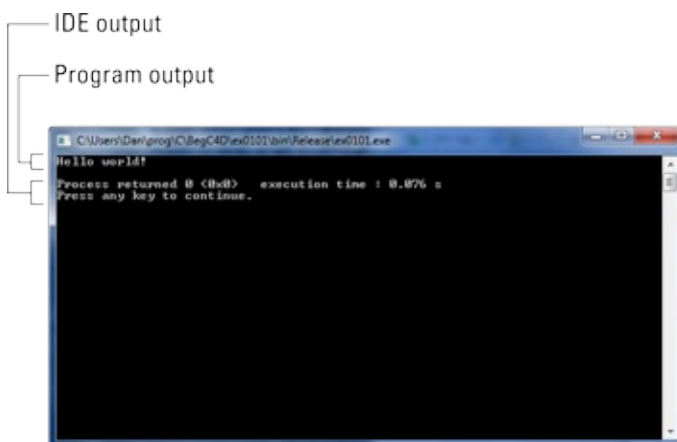 IDE output
Program output
C:\Users\Dan\prog\C\BegC4D\ex0101\bin\Release\ex0101.exe
Hello world!
Process returned 0 (0x0)   execution time : 0.076 s
Press any key to continue.